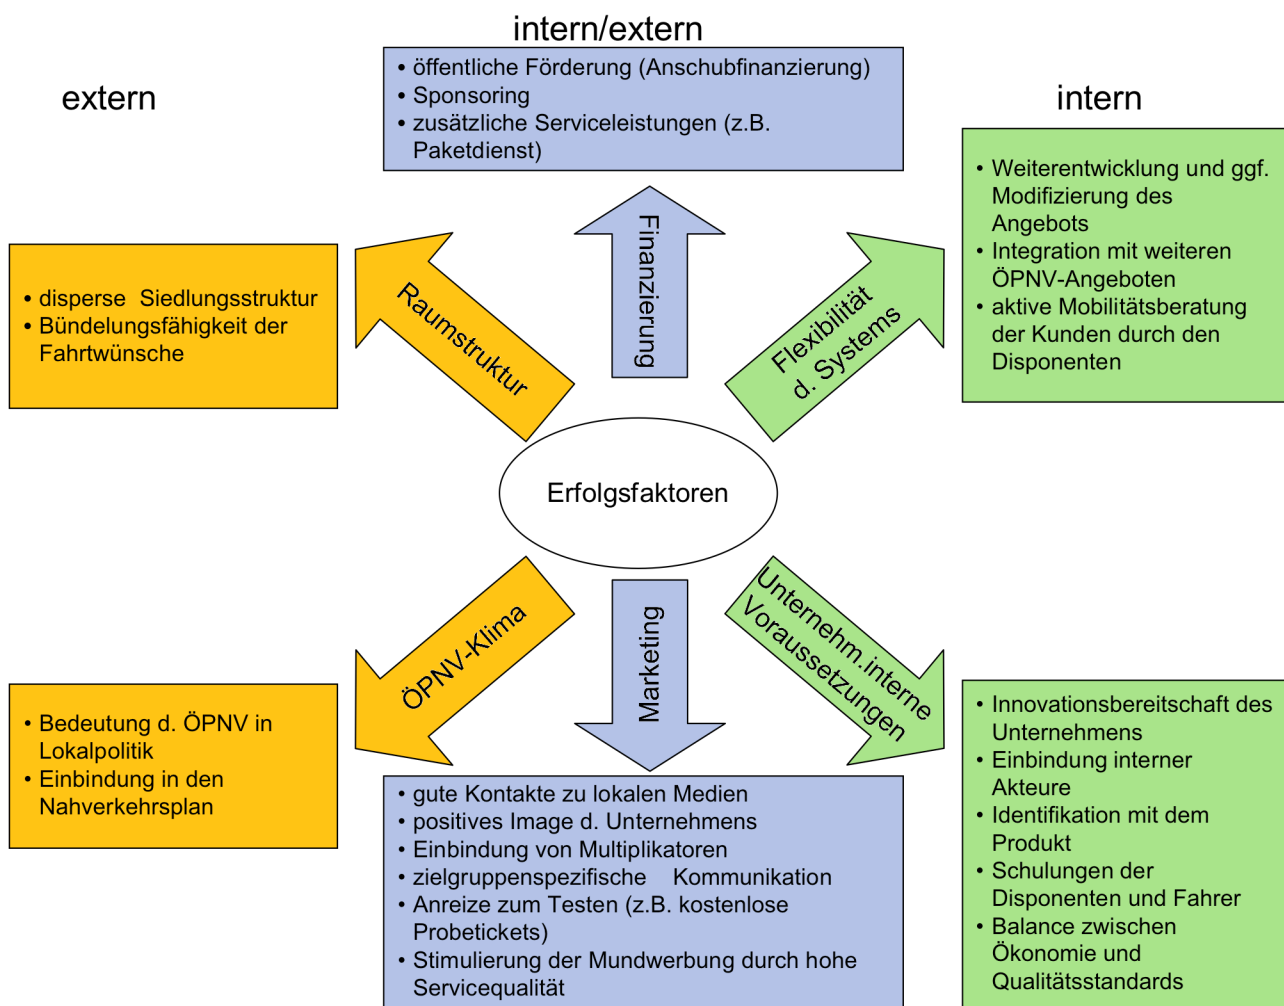 intern/extern
extern
intern
• öffentliche Förderung (Anschubfinanzierung)
• Sponsoring
• zusätzliche Serviceleistungen (z.B.
Paketdienst)
• Weiterentwicklung und ggf.
Modifizierung des
Angebots
• Integration mit weiteren
ÖPNV-Angeboten
• aktive Mobilitätsberatung
der Kunden durch den
Disponenten
• disperse Siedlungsstruktur
• Bündelungsfähigkeit der
Fahrtwünsche
Raumstruktur
Finanzierung
Flexibilität
d. Systems
Erfolgsfaktoren
ÖPNV-Klima
Marketing
Unternehm.interne
Voraussetzungen
• Bedeutung d. ÖPNV in
Lokalpolitik
• Einbindung in den
Nahverkehrsplan
• gute Kontakte zu lokalen Medien
• positives Image d. Unternehmens
• Einbindung von Multiplikatoren
• zielgruppenspezifische Kommunikation
• Anreize zum Testen (z.B. kostenlose
Probetickets)
• Stimulierung der Mundwerbung durch hohe
Servicequalität
• Innovationsbereitschaft des
Unternehmens
• Einbindung interner
Akteure
• Identifikation mit dem
Produkt
• Schulungen der
Disponenten und Fahrer
• Balance zwischen
Ökonomie und
Qualitätsstandards